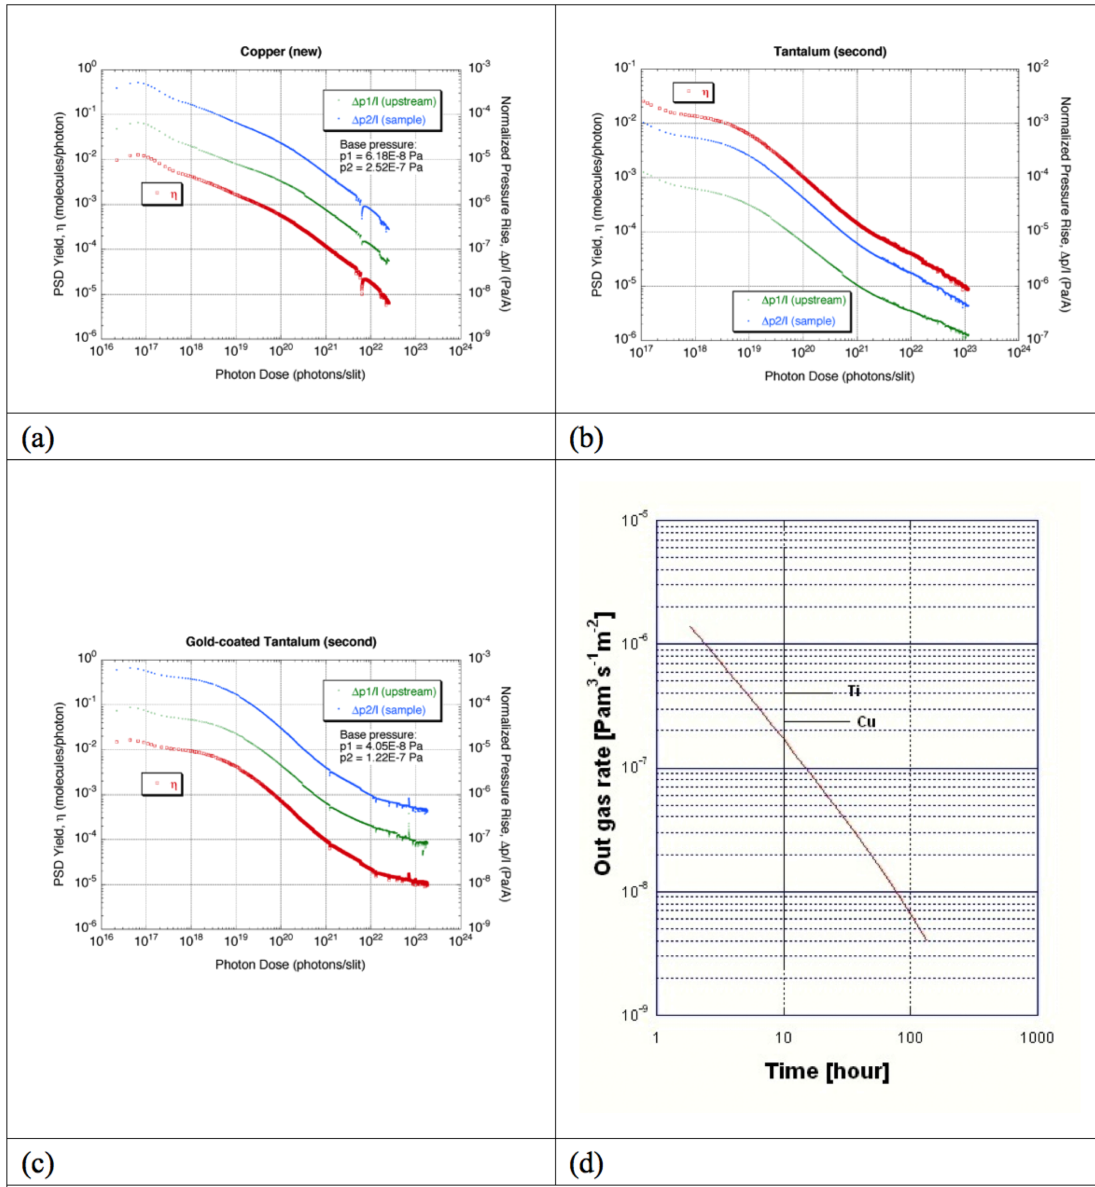 Copper (new)
10⁰
10⁻¹
10⁻²
10⁻³
10⁻⁴
10⁻⁵
10⁻⁶
PSD Yield, η (molecules/photon)
Δp1/I (upstream)
Δp2/I (sample)
Base pressure:
p1 = 6.18E-8 Pa
p2 = 2.52E-7 Pa
η
10⁻³
10⁻⁴
10⁻⁵
10⁻⁶
10⁻⁷
10⁻⁸
10⁻⁹
Normalized Pressure Rise, Δp/I (Pa/A)
10¹⁶ 10¹⁷ 10¹⁸ 10¹⁹ 10²⁰ 10²¹ 10²² 10²³ 10²⁴
Photon Dose (photons/slit)
Tantalum (second)
10⁻¹
10⁻²
10⁻³
10⁻⁴
10⁻⁵
10⁻⁶
PSD Yield, η (molecules/photon)
η
Δp1/I (upstream)
Δp2/I (sample)
10⁻²
10⁻³
10⁻⁴
10⁻⁵
10⁻⁶
10⁻⁷
Normalized Pressure Rise, Δp/I (Pa/A)
10¹⁷ 10¹⁸ 10¹⁹ 10²⁰ 10²¹ 10²² 10²³ 10²⁴
Photon Dose (photons/slit)
(a)
(b)
Gold-coated Tantalum (second)
10⁰
10⁻¹
10⁻²
10⁻³
10⁻⁴
10⁻⁵
10⁻⁶
PSD Yield, η (molecules/photon)
Δp1/I (upstream)
Δp2/I (sample)
Base pressure:
p1 = 4.05E-8 Pa
p2 = 1.22E-7 Pa
η
10⁻³
10⁻⁴
10⁻⁵
10⁻⁶
10⁻⁷
10⁻⁸
10⁻⁹
Normalized Pressure Rise, Δp/I (Pa/A)
10¹⁶ 10¹⁷ 10¹⁸ 10¹⁹ 10²⁰ 10²¹ 10²² 10²³ 10²⁴
Photon Dose (photons/slit)
10⁻⁵
10⁻⁶
10⁻⁷
10⁻⁸
10⁻⁹
Out gas rate [Pam³s⁻¹m⁻²]
Ti
Cu
1 10 100 1000
Time [hour]
(c)
(d)